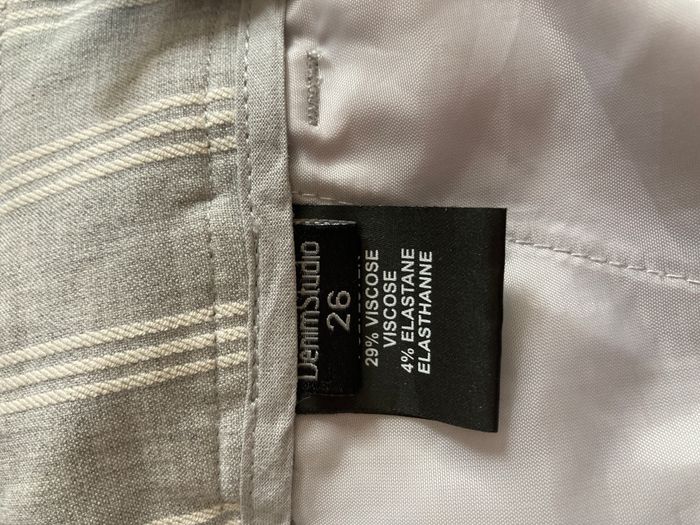 DenimStudio
26
29% VISCOSE
VISCOSE
4% ELASTANE
ELASTHANNE